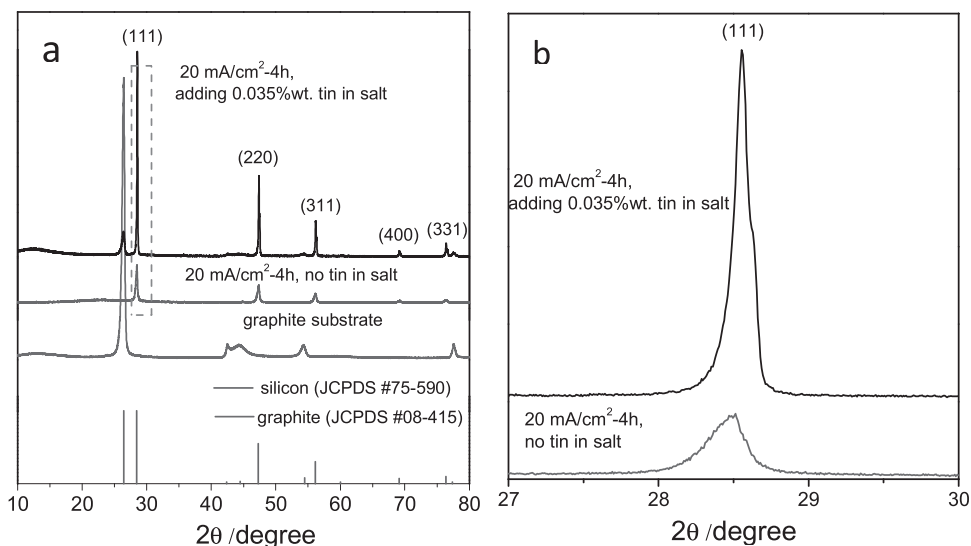 a
(111)
20 mA/cm²-4h,
adding 0.035%wt. tin in salt
(220)
(311)
(400)
(331)
20 mA/cm²-4h, no tin in salt
graphite substrate
silicon (JCPDS #75-590)
graphite (JCPDS #08-415)
10 20 30 40 50 60 70 80
2θ /degree
b
(111)
20 mA/cm²-4h,
adding 0.035%wt. tin in salt
20 mA/cm²-4h,
no tin in salt
27 28 29 30
2θ /degree